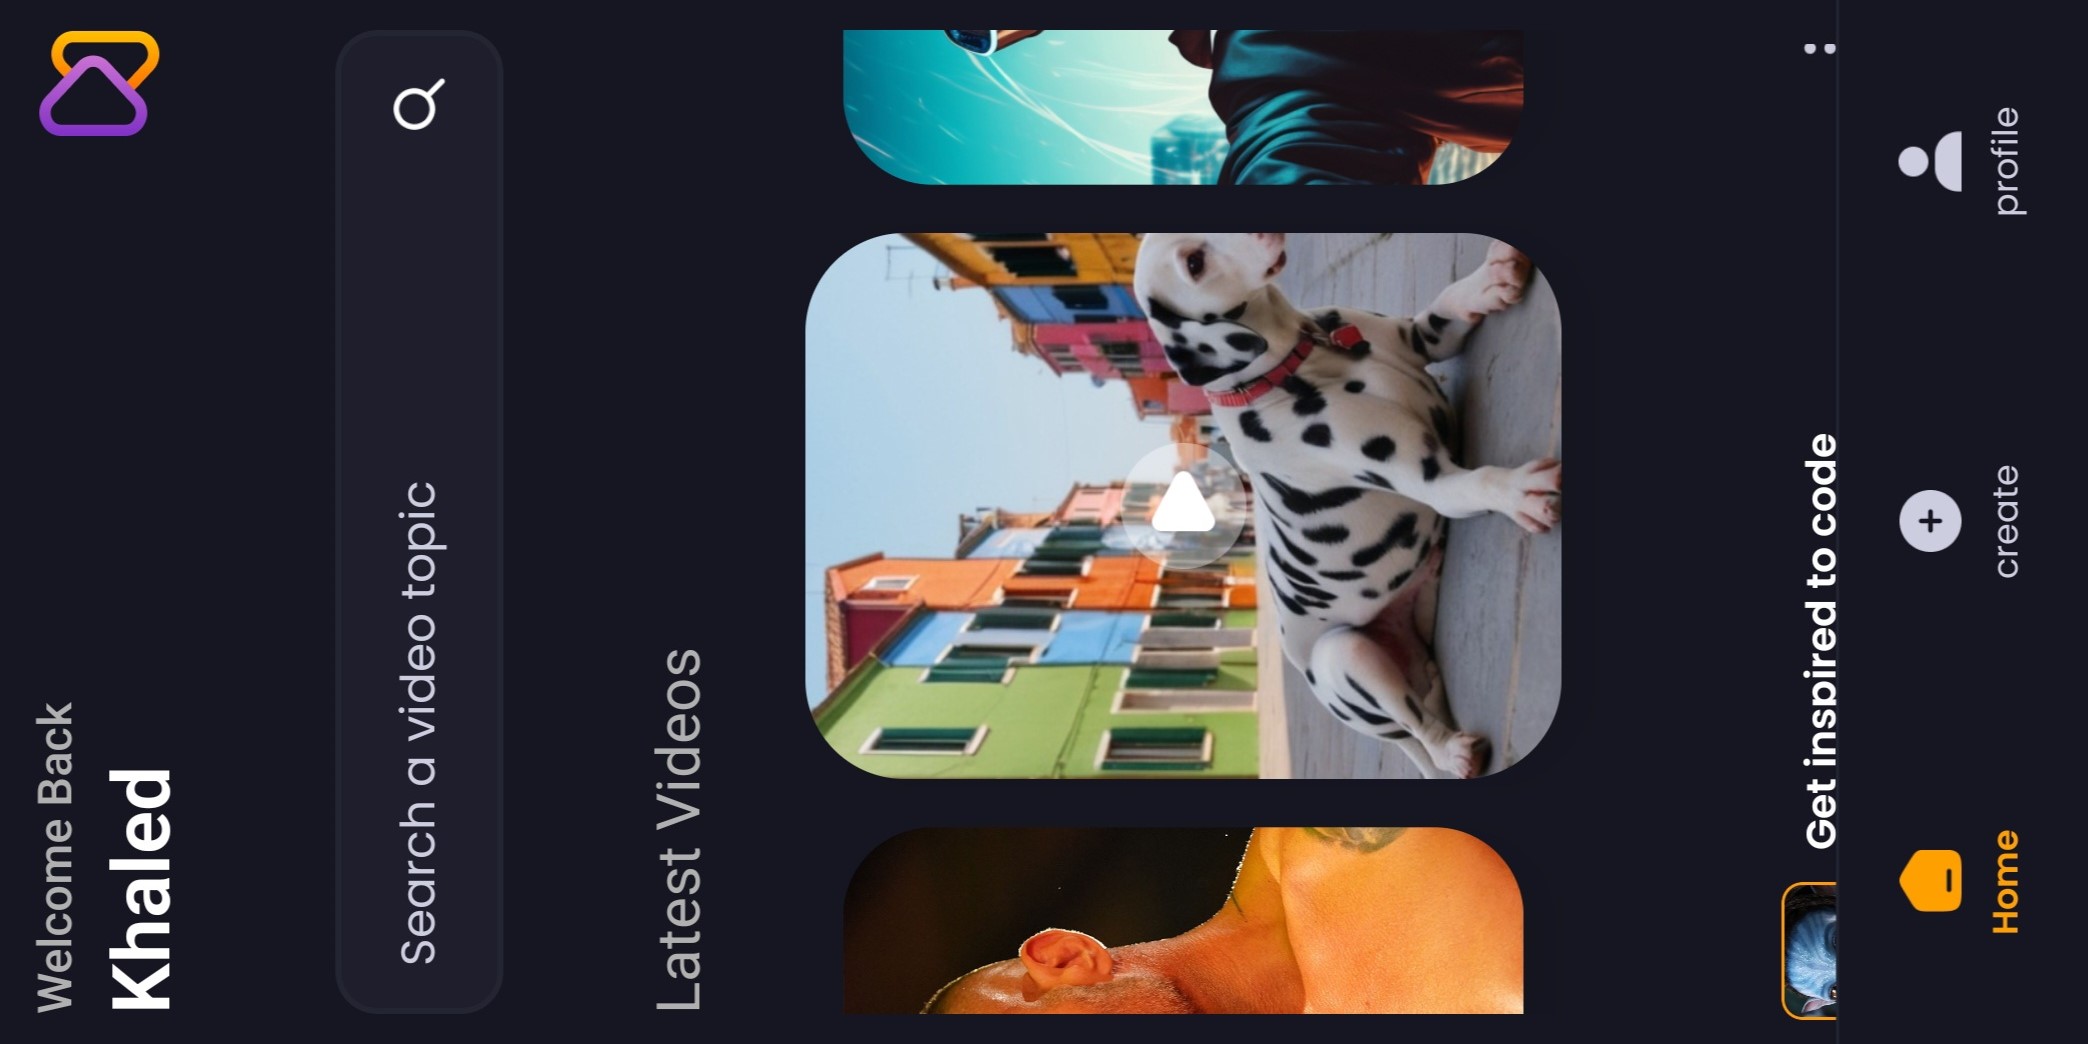 Welcome Back
Khaled
Search a video topic
Latest Videos
Get inspired to code
Home
create
profile